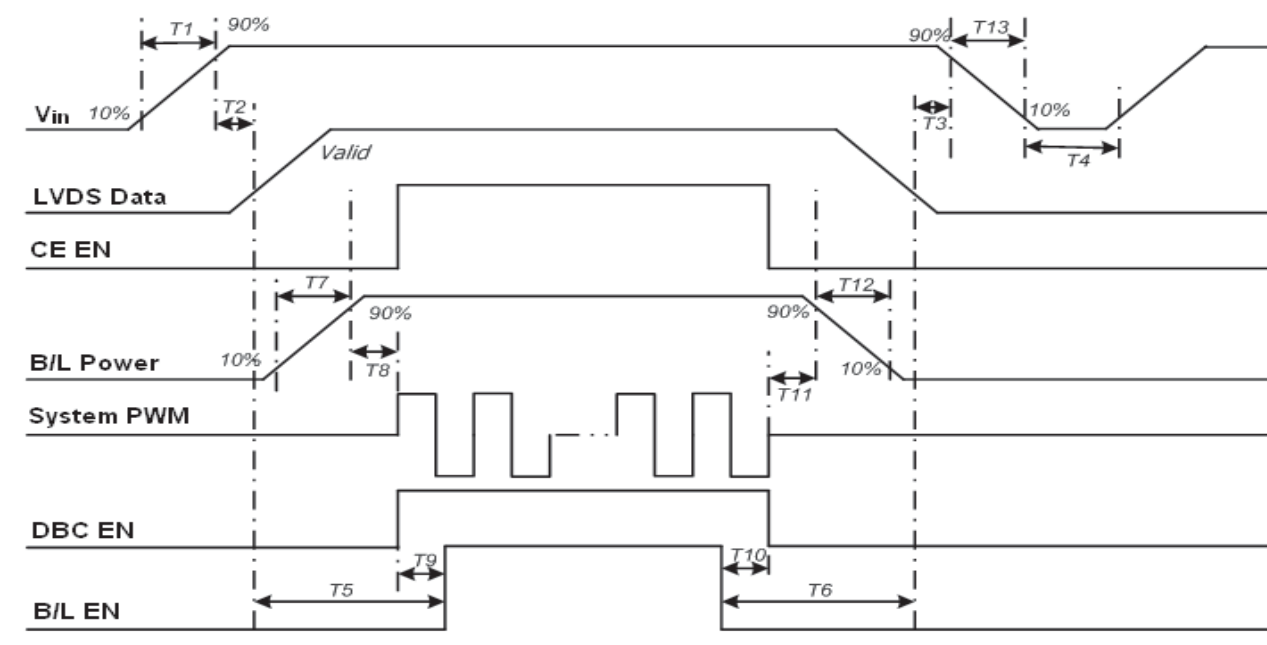 T1 90% 90% T13
Vin 10% T2 T3 10%
T4
Valid
LVDS Data
CE EN
T7 T12
90% 90%
B/L Power 10% T8 10%
T11
System PWM
DBC EN
T9 T10
T5 T6
B/L EN